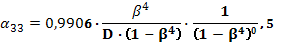 α₃₃ = 0,9906 · β⁴ / (D · (1 − β⁴)) · 1 / (1 − β⁴)⁰ , 5